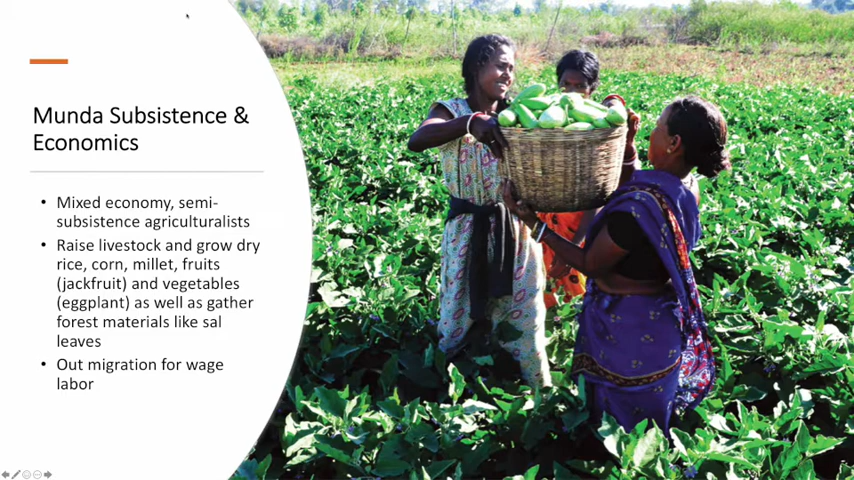 Munda Subsistence &
Economics
• Mixed economy, semi-
subsistence agriculturalists
• Raise livestock and grow dry
rice, corn, millet, fruits
(jackfruit) and vegetables
(eggplant) as well as gather
forest materials like sal
leaves
• Out migration for wage
labor